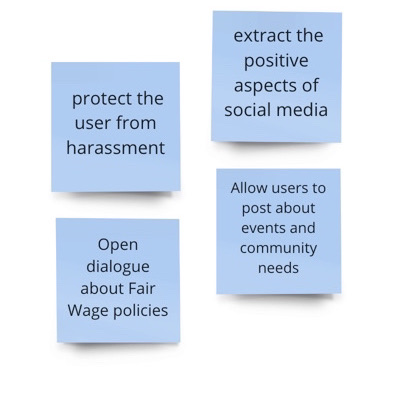 extract the
positive
aspects of
social media
protect the
user from
harassment
Allow users to
post about
events and
community
needs
Open
dialogue
about Fair
Wage policies